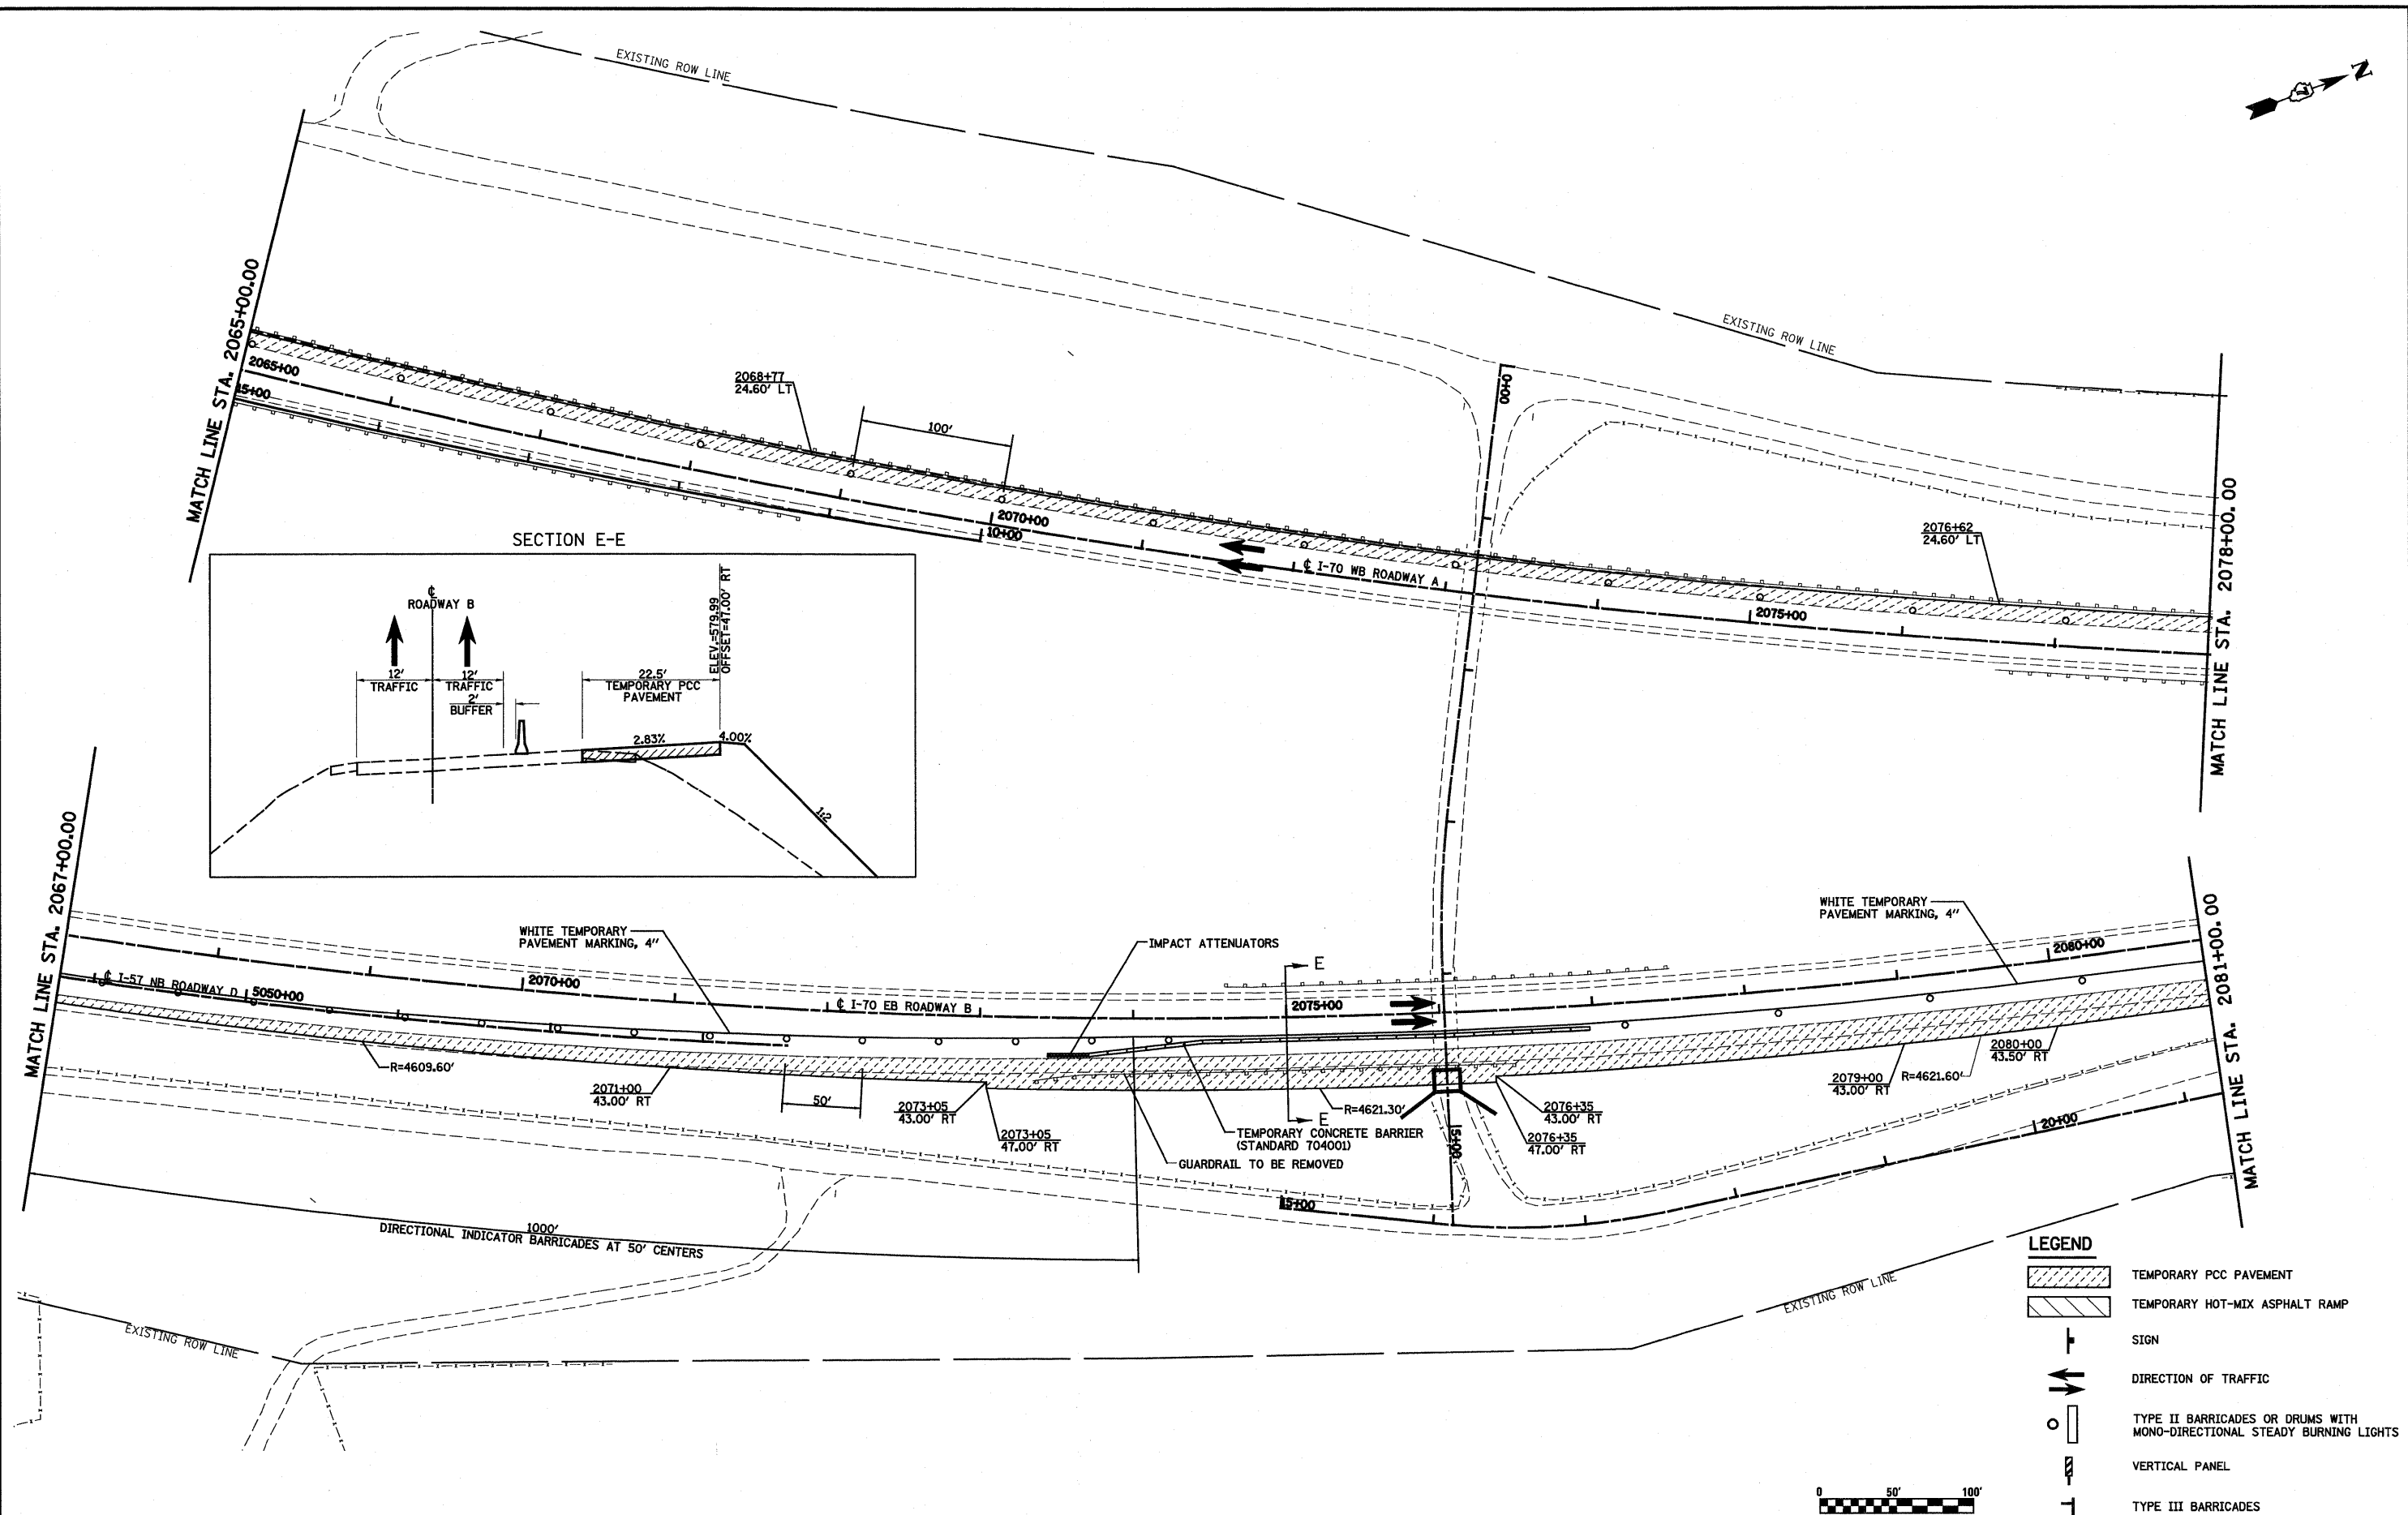 EXISTING ROW LINE
N
MATCH LINE STA. 2065+00.00
2065+00
15+00
2068+77
24.60' LT
100'
2070+00
10+00
EXISTING ROW LINE
0+00
₵ I-70 WB ROADWAY A
2075+00
2076+62
24.60' LT
MATCH LINE STA. 2078+00.00
SECTION E-E
₵
ROADWAY B
12'
TRAFFIC
12'
TRAFFIC
2'
BUFFER
22.5'
TEMPORARY PCC
PAVEMENT
ELEV.=579.99
OFFSET=47.00' RT
2.83%
4.00%
1:2
MATCH LINE STA. 2067+00.00
₵ I-57 NB ROADWAY D
5050+00
WHITE TEMPORARY
PAVEMENT MARKING, 4"
2070+00
₵ I-70 EB ROADWAY B
IMPACT ATTENUATORS
E
2075+00
WHITE TEMPORARY
PAVEMENT MARKING, 4"
2080+00
MATCH LINE STA. 2081+00.00
R=4609.60'
2071+00
43.00' RT
50'
2073+05
43.00' RT
2073+05
47.00' RT
E
R=4621.30'
TEMPORARY CONCRETE BARRIER
(STANDARD 704001)
GUARDRAIL TO BE REMOVED
15+00
2076+35
43.00' RT
2076+35
47.00' RT
2079+00
43.00' RT
R=4621.60'
2080+00
43.50' RT
20+00
15+00
1000'
DIRECTIONAL INDICATOR BARRICADES AT 50' CENTERS
EXISTING ROW LINE
EXISTING ROW LINE
LEGEND
TEMPORARY PCC PAVEMENT
TEMPORARY HOT-MIX ASPHALT RAMP
SIGN
DIRECTION OF TRAFFIC
TYPE II BARRICADES OR DRUMS WITH
MONO-DIRECTIONAL STEADY BURNING LIGHTS
VERTICAL PANEL
TYPE III BARRICADES
0 50' 100'